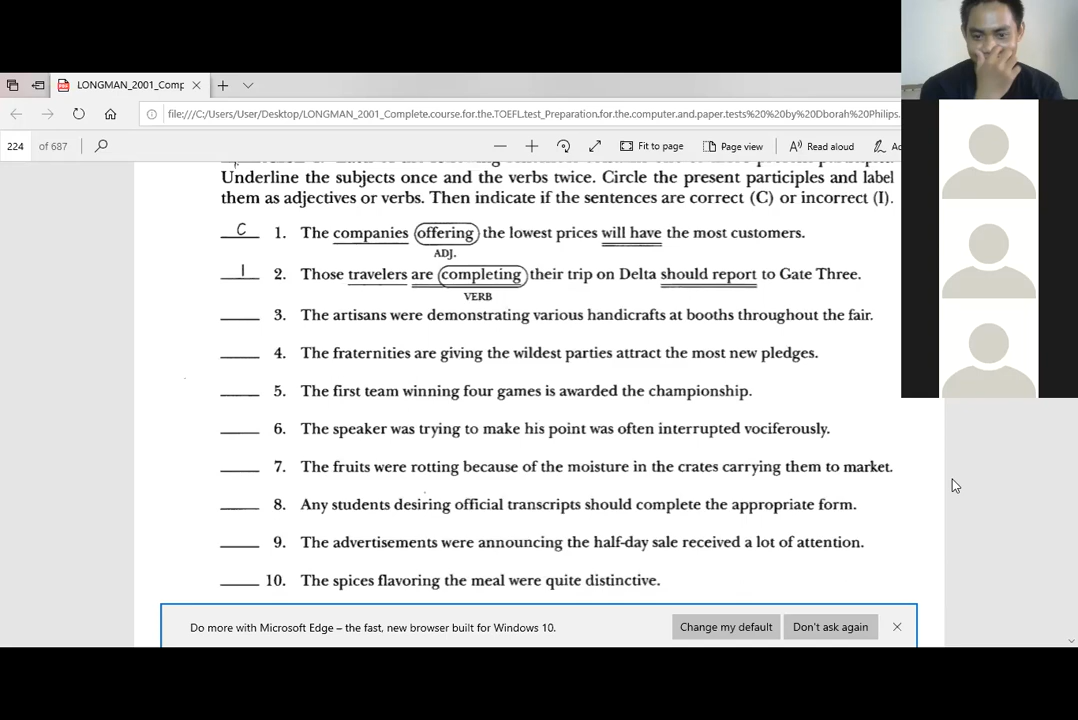 LONGMAN_2001_Comp
file:///C:/Users/User/Desktop/LONGMAN_2001_Complete.course.for.the.TOEFL.test_Preparation.for.the.computer.and.paper.tests%20%20by%20Dborah%20Philips.
224 of 687 Fit to page Page view Read aloud
Underline the subjects once and the verbs twice. Circle the present participles and label
them as adjectives or verbs. Then indicate if the sentences are correct (C) or incorrect (I).
C 1. The companies offering the lowest prices will have the most customers.
ADJ.
I 2. Those travelers are completing their trip on Delta should report to Gate Three.
VERB
3. The artisans were demonstrating various handicrafts at booths throughout the fair.
4. The fraternities are giving the wildest parties attract the most new pledges.
5. The first team winning four games is awarded the championship.
6. The speaker was trying to make his point was often interrupted vociferously.
7. The fruits were rotting because of the moisture in the crates carrying them to market.
8. Any students desiring official transcripts should complete the appropriate form.
9. The advertisements were announcing the half-day sale received a lot of attention.
10. The spices flavoring the meal were quite distinctive.
Do more with Microsoft Edge – the fast, new browser built for Windows 10. Change my default Don't ask again